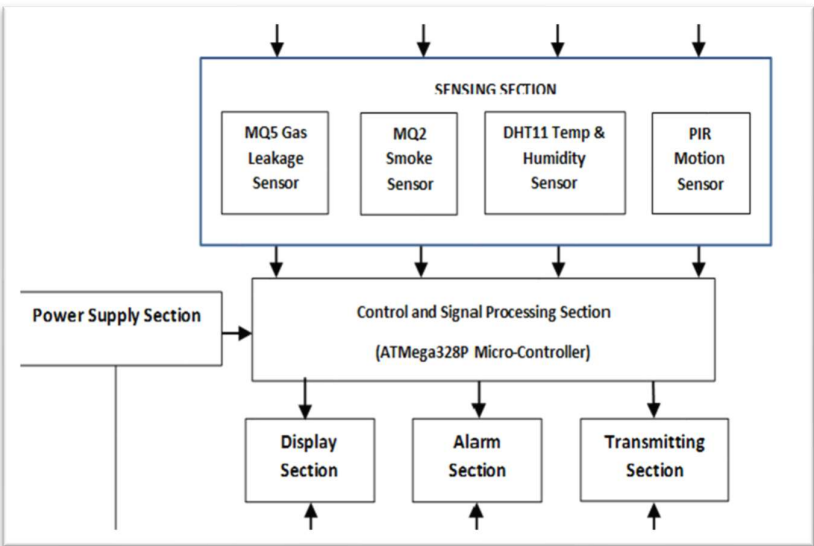 SENSING SECTION
MQ5 Gas
Leakage
Sensor
MQ2
Smoke
Sensor
DHT11 Temp &
Humidity
Sensor
PIR
Motion
Sensor
Power Supply Section
Control and Signal Processing Section
(ATMega328P Micro-Controller)
Display
Section
Alarm
Section
Transmitting
Section